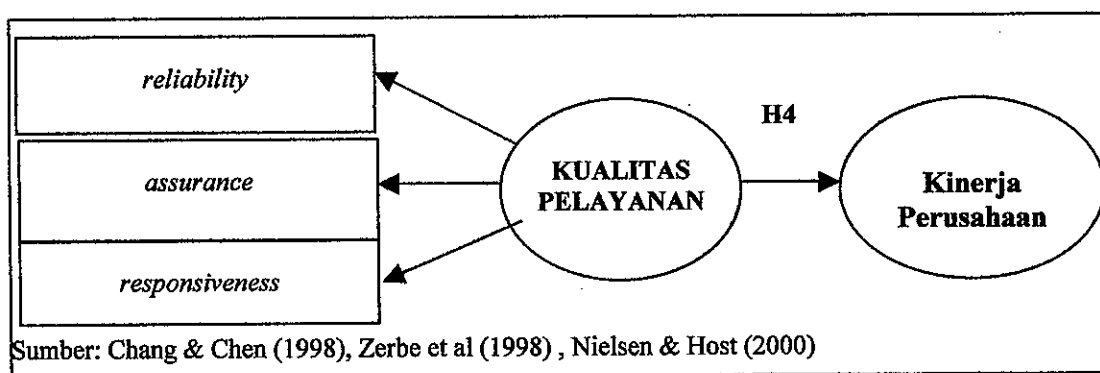 reliability
assurance
responsiveness
KUALITAS
PELAYANAN
H4
Kinerja
Perusahaan
Sumber: Chang & Chen (1998), Zerbe et al (1998) , Nielsen & Host (2000)